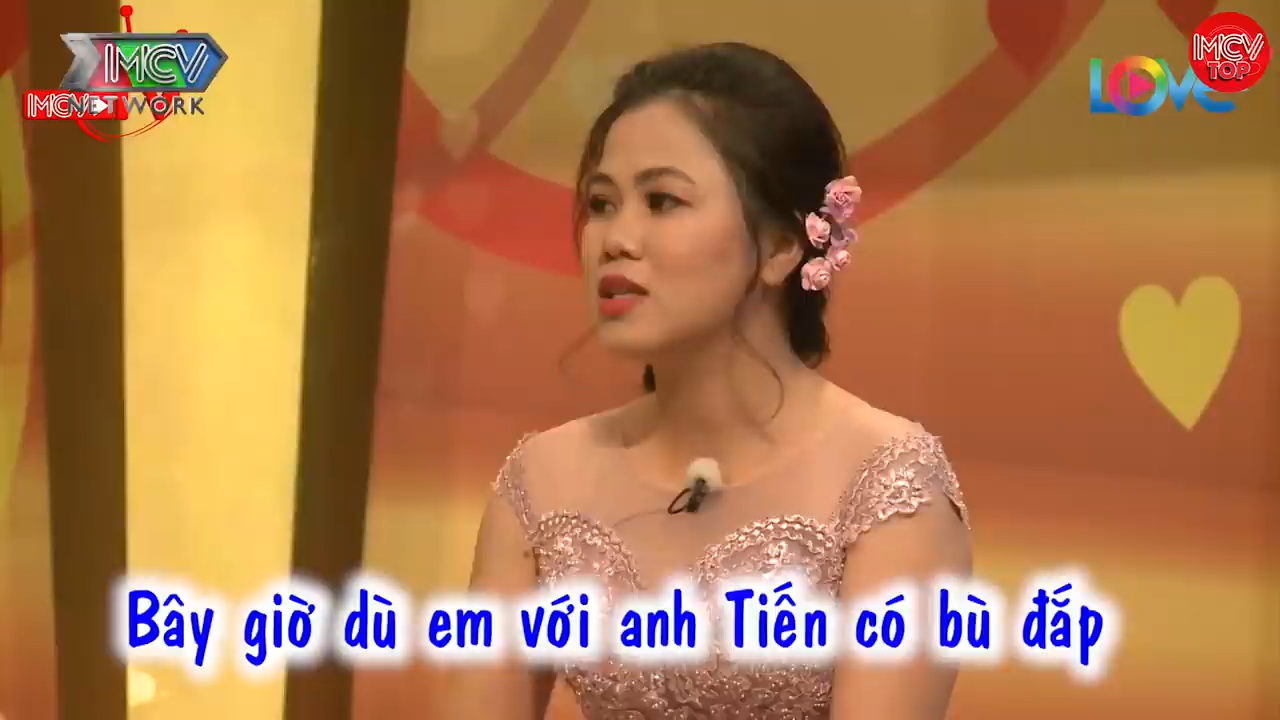 IMCV
NETWORK
IMCV
LOVE
IMCV
TOP
Bây giờ dù em với anh Tiến có bù đắp